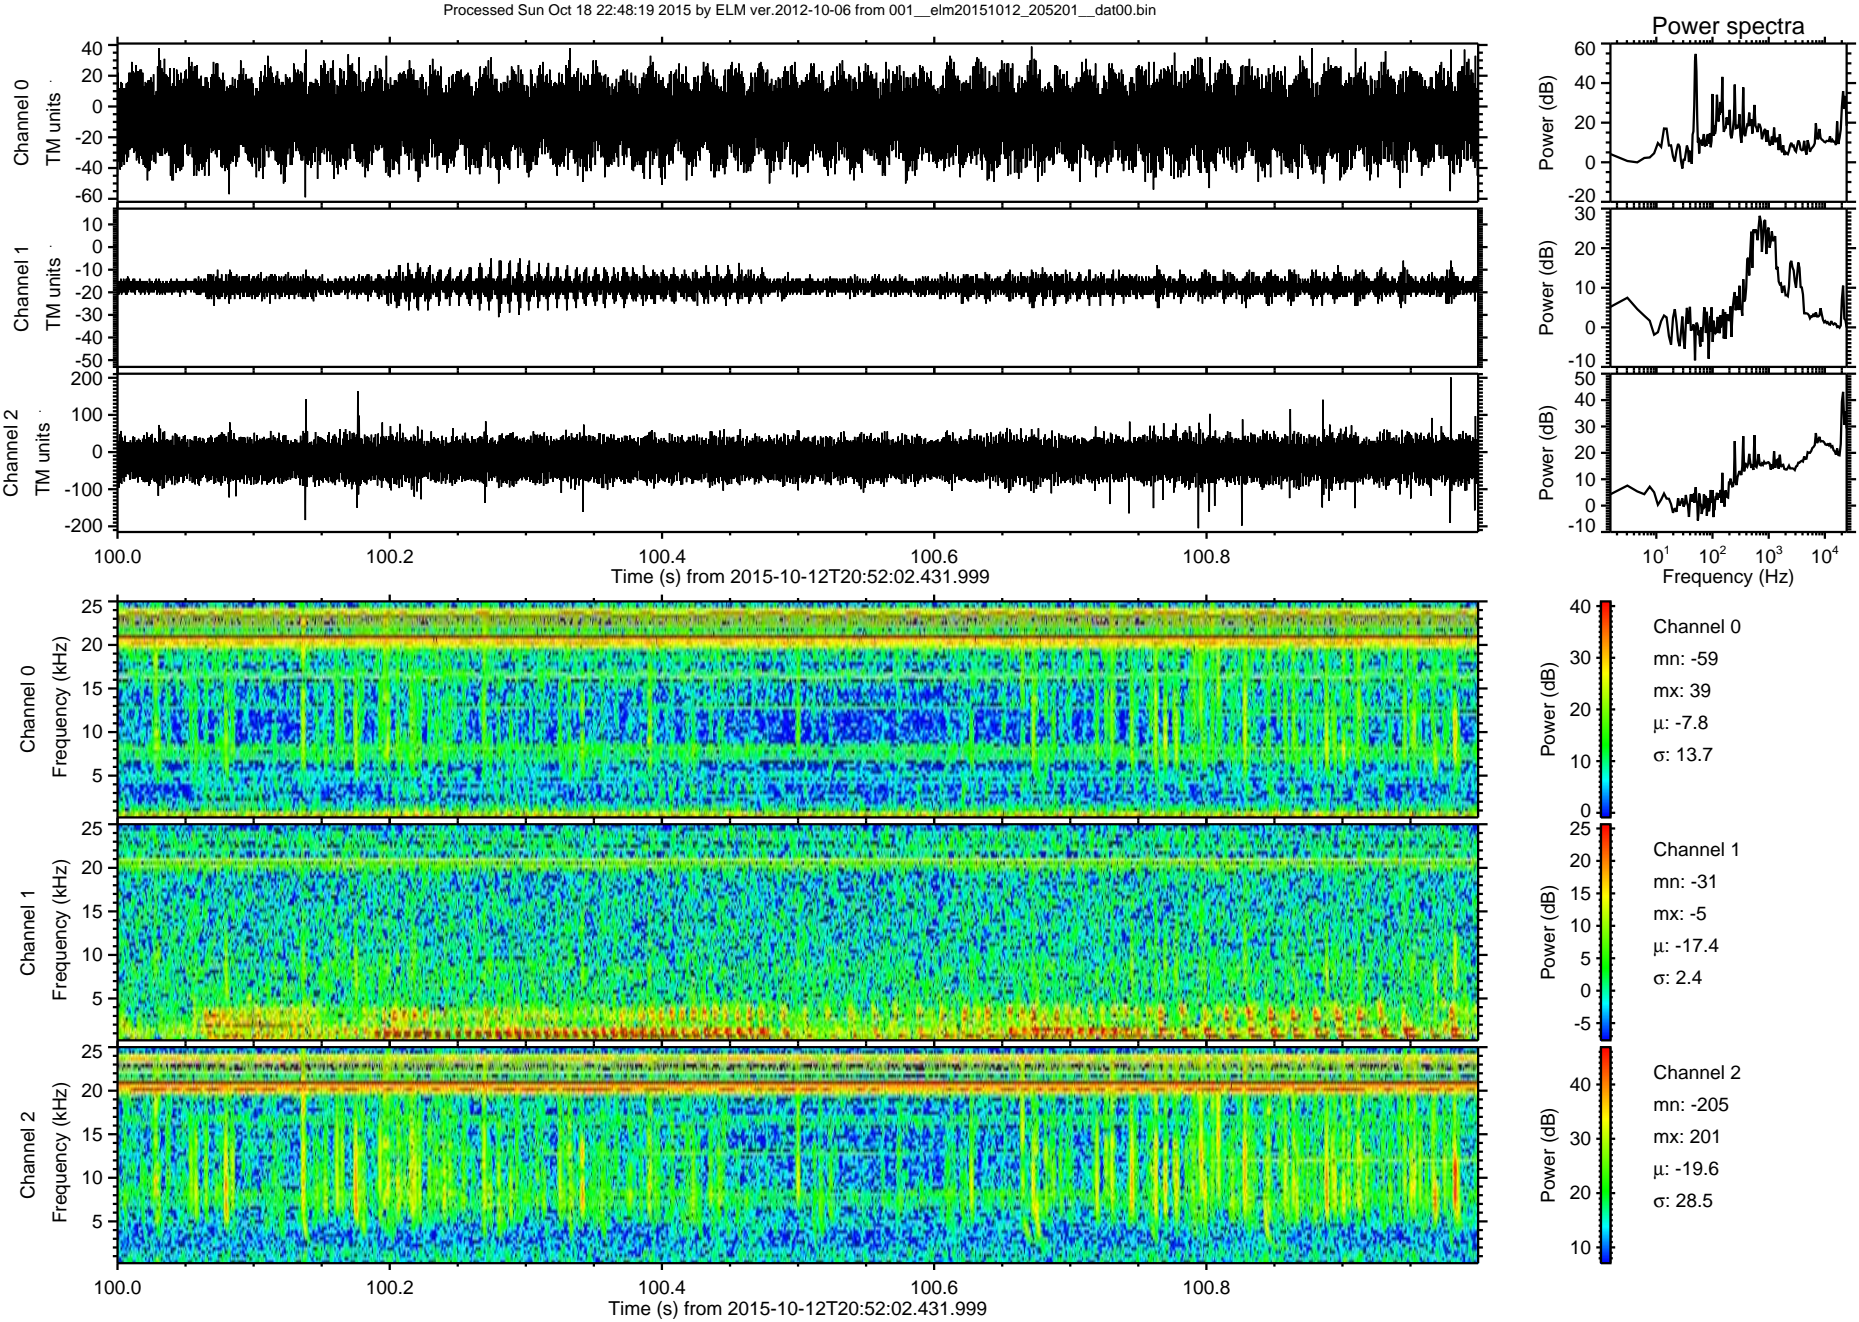 Processed Sun Oct 18 22:48:19 2015 by ELM ver.2012-10-06 from 001__elm20151012_205201__dat00.bin
Power spectra
Channel 0
TM units
40
20
0
-20
-40
-60
Power (dB)
60
40
20
0
-20
Channel 1
TM units
10
0
-10
-20
-30
-40
-50
Power (dB)
30
20
10
0
-10
Channel 2
TM units
200
100
0
-100
-200
Power (dB)
50
40
30
20
10
0
-10
100.0 100.2 100.4 100.6 100.8
Time (s) from 2015-10-12T20:52:02.431.999
10^1 10^2 10^3 10^4
Frequency (Hz)
Channel 0
Frequency (kHz)
25
20
15
10
5
Power (dB)
40
30
20
10
0
Channel 0
mn: -59
mx: 39
μ: -7.8
σ: 13.7
Channel 1
Frequency (kHz)
25
20
15
10
5
Power (dB)
25
20
15
10
5
0
-5
Channel 1
mn: -31
mx: -5
μ: -17.4
σ: 2.4
Channel 2
Frequency (kHz)
25
20
15
10
5
Power (dB)
40
30
20
10
Channel 2
mn: -205
mx: 201
μ: -19.6
σ: 28.5
100.0 100.2 100.4 100.6 100.8
Time (s) from 2015-10-12T20:52:02.431.999